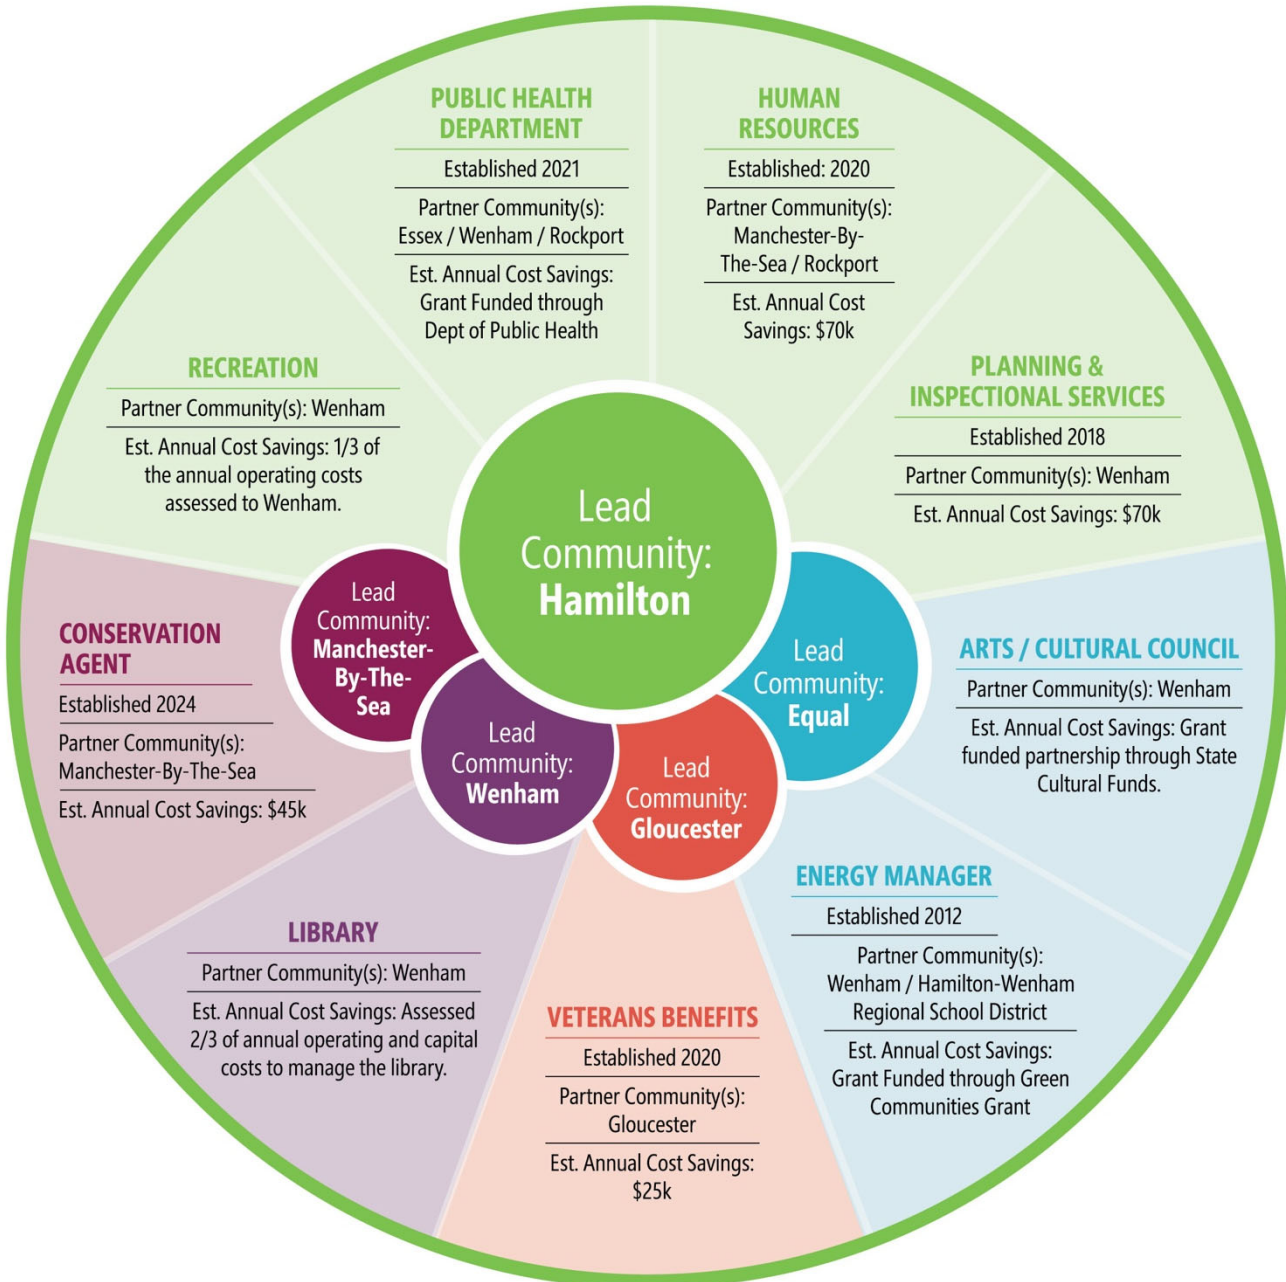 PUBLIC HEALTH
DEPARTMENT
Established 2021
Partner Community(s):
Essex / Wenham / Rockport
Est. Annual Cost Savings:
Grant Funded through
Dept of Public Health
HUMAN
RESOURCES
Established: 2020
Partner Community(s):
Manchester-By-
The-Sea / Rockport
Est. Annual Cost
Savings: $70k
RECREATION
Partner Community(s): Wenham
Est. Annual Cost Savings: 1/3 of
the annual operating costs
assessed to Wenham.
PLANNING &
INSPECTIONAL SERVICES
Established 2018
Partner Community(s): Wenham
Est. Annual Cost Savings: $70k
Lead
Community:
Hamilton
Lead
Community:
Manchester-
By-The-
Sea
Lead
Community:
Wenham
Lead
Community:
Gloucester
Lead
Community:
Equal
CONSERVATION
AGENT
Established 2024
Partner Community(s):
Manchester-By-The-Sea
Est. Annual Cost Savings: $45k
ARTS / CULTURAL COUNCIL
Partner Community(s): Wenham
Est. Annual Cost Savings: Grant
funded partnership through State
Cultural Funds.
LIBRARY
Partner Community(s): Wenham
Est. Annual Cost Savings: Assessed
2/3 of annual operating and capital
costs to manage the library.
VETERANS BENEFITS
Established 2020
Partner Community(s):
Gloucester
Est. Annual Cost Savings:
$25k
ENERGY MANAGER
Established 2012
Partner Community(s):
Wenham / Hamilton-Wenham
Regional School District
Est. Annual Cost Savings:
Grant Funded through Green
Communities Grant